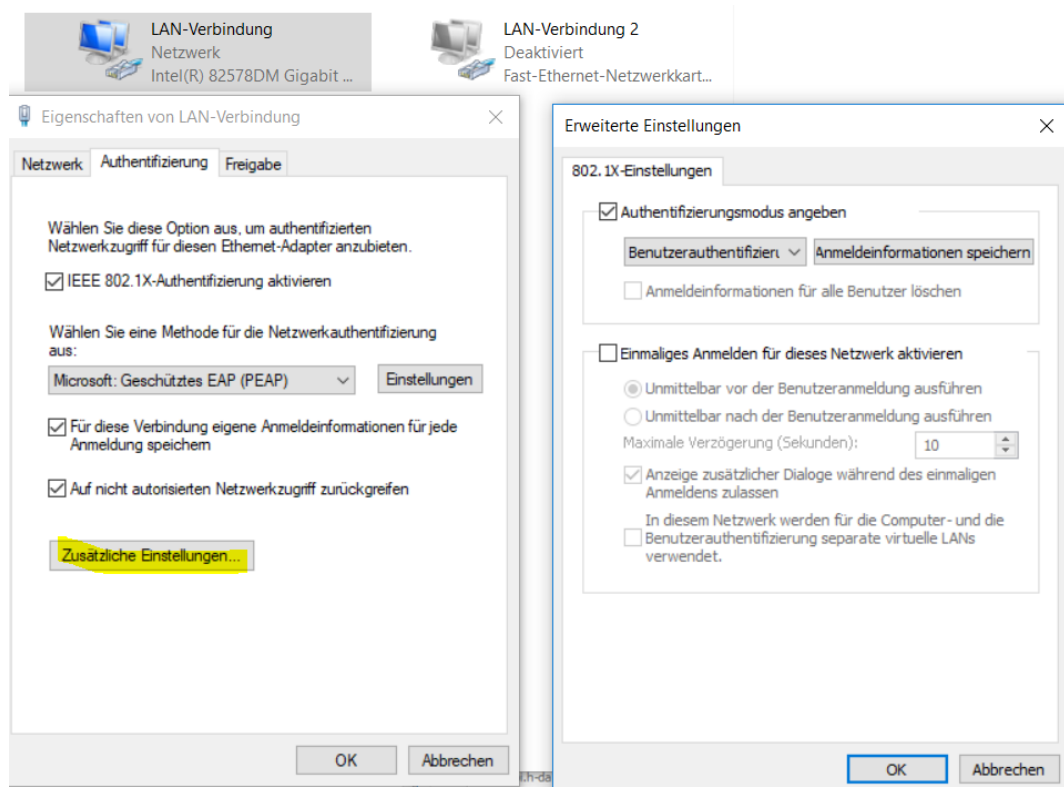 LAN-Verbindung
Netzwerk
Intel(R) 82578DM Gigabit ...
LAN-Verbindung 2
Deaktiviert
Fast-Ethernet-Netzwerkkart...
Eigenschaften von LAN-Verbindung
Netzwerk
Authentifizierung
Freigabe
Wählen Sie diese Option aus, um authentifizierten
Netzwerkzugriff für diesen Ethernet-Adapter anzubieten.
IEEE 802.1X-Authentifizierung aktivieren
Wählen Sie eine Methode für die Netzwerkauthentifizierung
aus:
Microsoft: Geschütztes EAP (PEAP)
Einstellungen
Für diese Verbindung eigene Anmeldeinformationen für jede
Anmeldung speichern
Auf nicht autorisierten Netzwerkzugriff zurückgreifen
Zusätzliche Einstellungen...
OK
Abbrechen
Erweiterte Einstellungen
802.1X-Einstellungen
Authentifizierungsmodus angeben
Benutzerauthentifizieru
Anmeldeinformationen speichern
Anmeldeinformationen für alle Benutzer löschen
Einmaliges Anmelden für dieses Netzwerk aktivieren
Unmittelbar vor der Benutzeranmeldung ausführen
Unmittelbar nach der Benutzeranmeldung ausführen
Maximale Verzögerung (Sekunden):
10
Anzeige zusätzlicher Dialoge während des einmaligen
Anmeldens zulassen
In diesem Netzwerk werden für die Computer- und die
Benutzerauthentifizierung separate virtuelle LANs
verwendet.
OK
Abbrechen